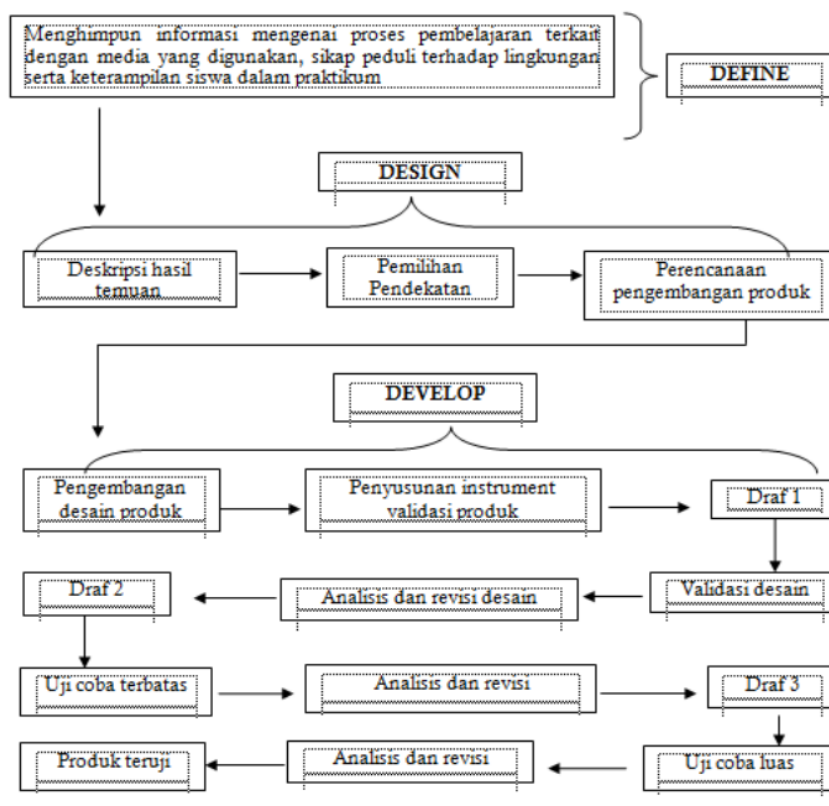 Menghimpun informasi mengenai proses pembelajaran terkait
dengan media yang digunakan, sikap peduli terhadap lingkungan
serta keterampilan siswa dalam praktikum
DEFINE
DESIGN
Deskripsi hasil
temuan
Pemilihan
Pendekatan
Perencanaan
pengembangan produk
DEVELOP
Pengembangan
desain produk
Penyusunan instrument
validasi produk
Draf 1
Validasi desain
Analisis dan revisi desain
Draf 2
Uji coba terbatas
Analisis dan revisi
Draf 3
Uji coba luas
Analisis dan revisi
Produk teruji